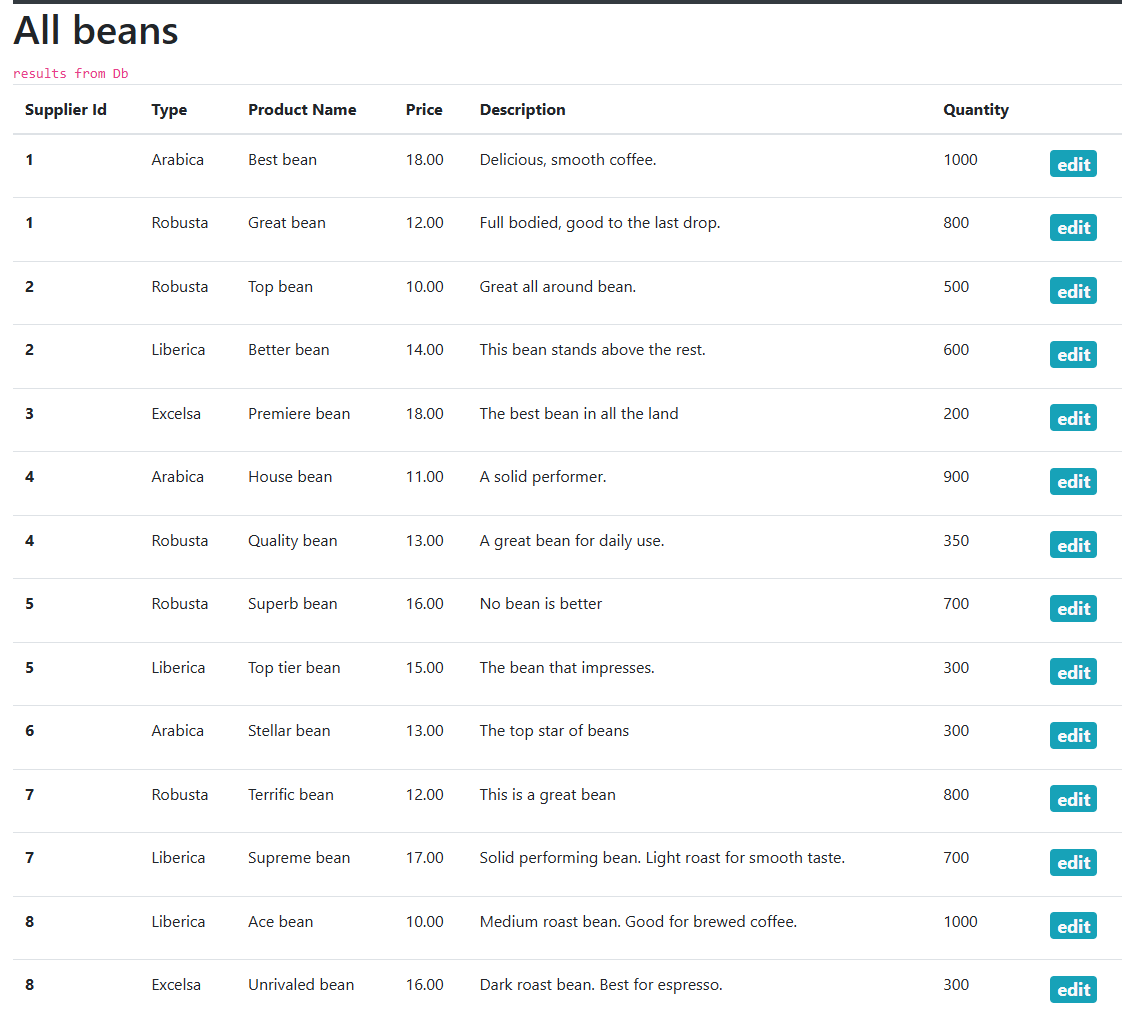 All beans
results from Db
Supplier Id Type Product Name Price Description Quantity
1 Arabica Best bean 18.00 Delicious, smooth coffee. 1000 edit
1 Robusta Great bean 12.00 Full bodied, good to the last drop. 800 edit
2 Robusta Top bean 10.00 Great all around bean. 500 edit
2 Liberica Better bean 14.00 This bean stands above the rest. 600 edit
3 Excelsa Premiere bean 18.00 The best bean in all the land 200 edit
4 Arabica House bean 11.00 A solid performer. 900 edit
4 Robusta Quality bean 13.00 A great bean for daily use. 350 edit
5 Robusta Superb bean 16.00 No bean is better 700 edit
5 Liberica Top tier bean 15.00 The bean that impresses. 300 edit
6 Arabica Stellar bean 13.00 The top star of beans 300 edit
7 Robusta Terrific bean 12.00 This is a great bean 800 edit
7 Liberica Supreme bean 17.00 Solid performing bean. Light roast for smooth taste. 700 edit
8 Liberica Ace bean 10.00 Medium roast bean. Good for brewed coffee. 1000 edit
8 Excelsa Unrivaled bean 16.00 Dark roast bean. Best for espresso. 300 edit